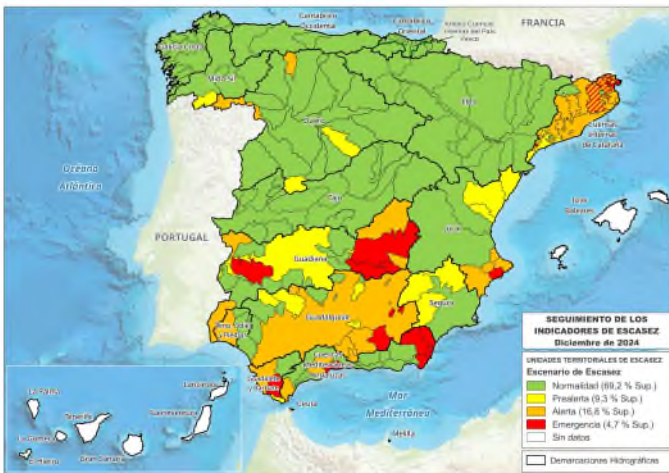 Cantábrico
Occidental
Cantábrico
Oriental
FRANCIA
Galicia Costa
Miño-Sil
Ebro
Duero
Cuencas
Internas
de Cataluña
Océano
Atlántico
Tajo
Islas
Baleares
PORTUGAL
Júcar
Guadiana
Segura
Guadalquivir
Cuencas
Mediterráneas
Ceuta
Mar
Mediterráneo
Melilla
La Palma
Lanzarote
Tenerife
Fuerteventura
La Gomera
El Hierro
Gran Canaria
SEGUIMIENTO DE LOS
INDICADORES DE ESCASEZ
Diciembre de 2024
UNIDADES TERRITORIALES DE ESCASEZ
Escenario de Escasez
Normalidad (69,2 % Sup.)
Prealerta (9,3 % Sup.)
Alerta (16,8 % Sup.)
Emergencia (4,7 % Sup.)
Sin datos
Demarcaciones Hidrográficas